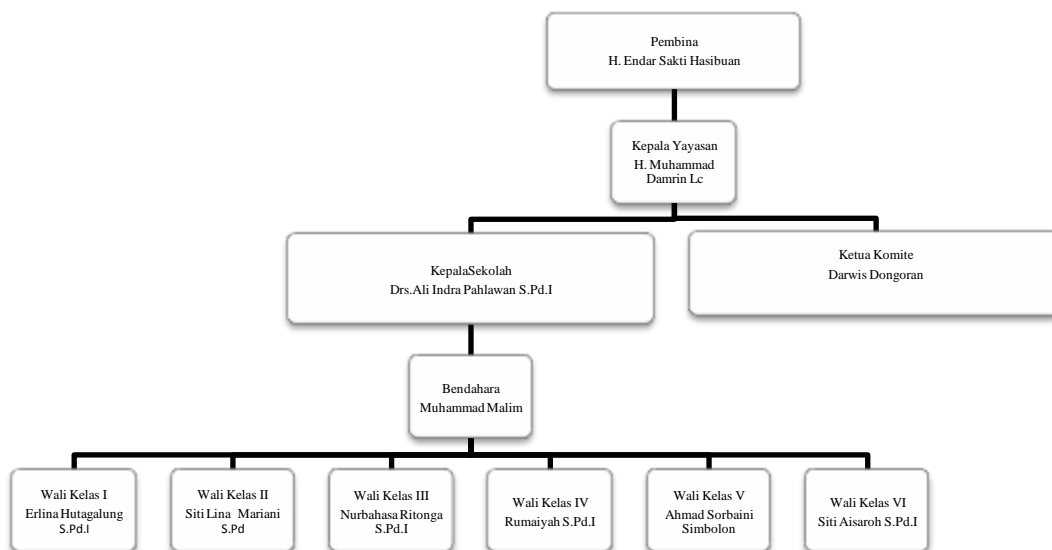 Pembina
H. Endar Sakti Hasibuan
Kepala Yayasan
H. Muhammad
Damrin Lc
KepalaSekolah
Drs.Ali Indra Pahlawan S.Pd.I
Ketua Komite
Darwis Dongoran
Bendahara
Muhammad Malim
Wali Kelas I
Erlina Hutagalung
S.Pd.I
Wali Kelas II
Siti Lina Mariani
S.Pd
Wali Kelas III
Nurbahasa Ritonga
S.Pd.I
Wali Kelas IV
Rumaiyah S.Pd.I
Wali Kelas V
Ahmad Sorbaini
Simbolon
Wali Kelas VI
Siti Aisaroh S.Pd.I